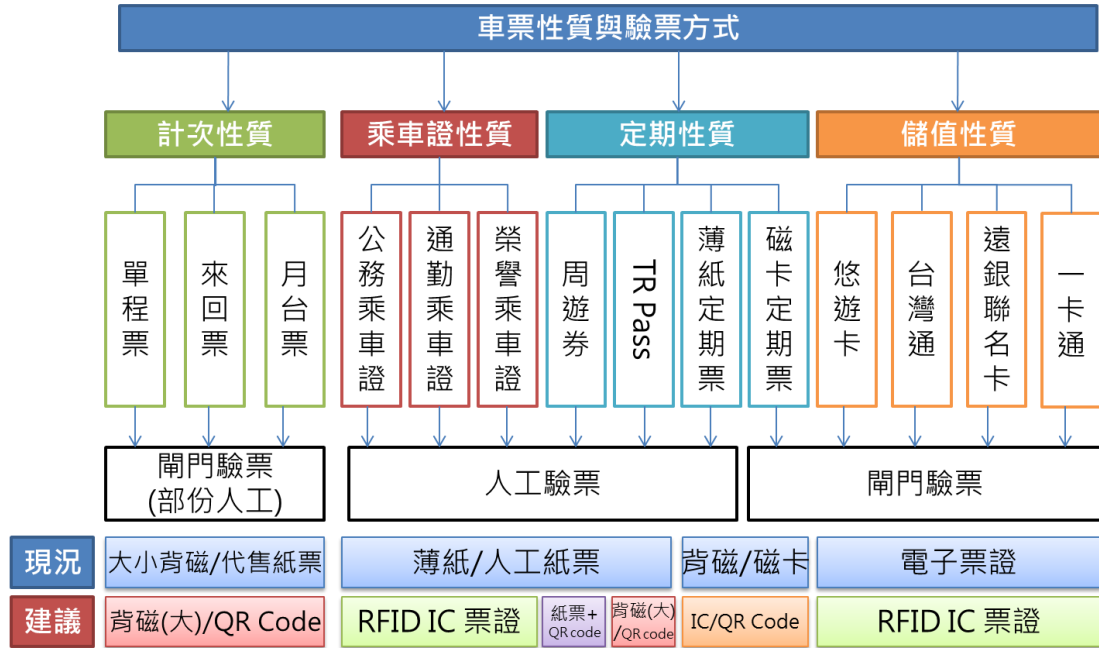 車票性質與驗票方式
計次性質
乘車證性質
定期性質
儲值性質
單程票
來回票
月台票
公務乘車證
通勤乘車證
榮譽乘車證
周遊券
TR Pass
薄紙定期票
磁卡定期票
悠遊卡
台灣通
遠銀聯名卡
一卡通
閘門驗票
(部份人工)
人工驗票
閘門驗票
現況
大小背磁/代售紙票
薄紙/人工紙票
背磁/磁卡
電子票證
建議
背磁(大)/QR Code
RFID IC 票證
紙票+
QR code
背磁(大)
/QR code
IC/QR Code
RFID IC 票證